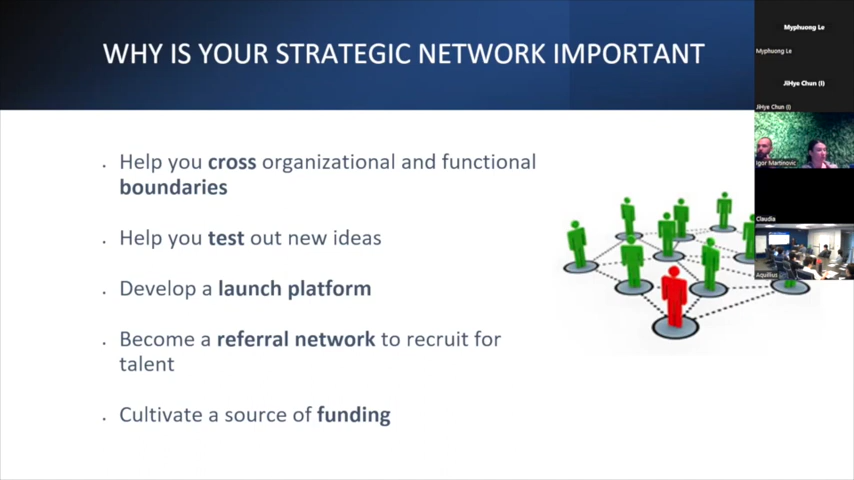 WHY IS YOUR STRATEGIC NETWORK IMPORTANT
. Help you cross organizational and functional
boundaries
. Help you test out new ideas
. Develop a launch platform
. Become a referral network to recruit for
talent
. Cultivate a source of funding
Myphuong Le
Myphuong Le
JiHye Chun (I)
JiHye Chun (I)
Igor Martinovic
Claudia
Aquillius